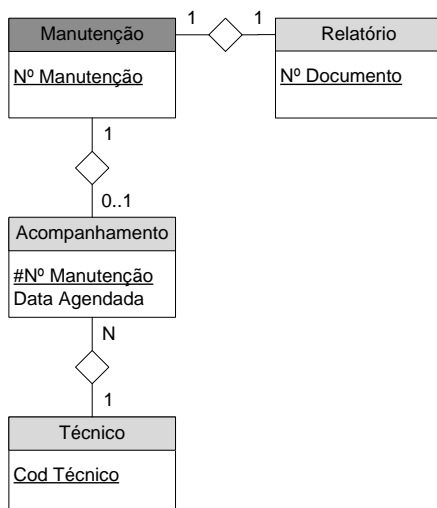 Manutenção
1
1
Relatório
Nº Manutenção
Nº Documento
1
0..1
Acompanhamento
#Nº Manutenção
Data Agendada
N
1
Técnico
Cod Técnico